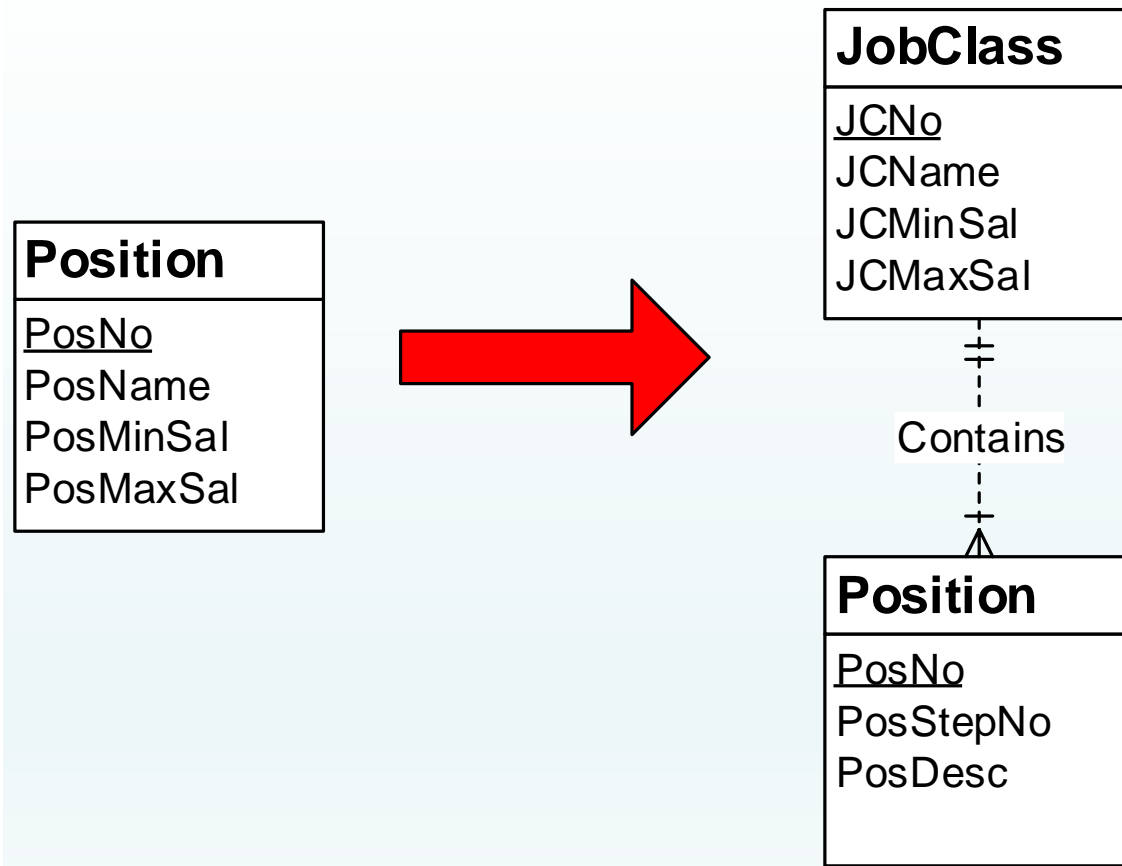 Position
PosNo
PosName
PosMinSal
PosMaxSal
JobClass
JCNo
JCName
JCMinSal
JCMaxSal
Contains
Position
PosNo
PosStepNo
PosDesc